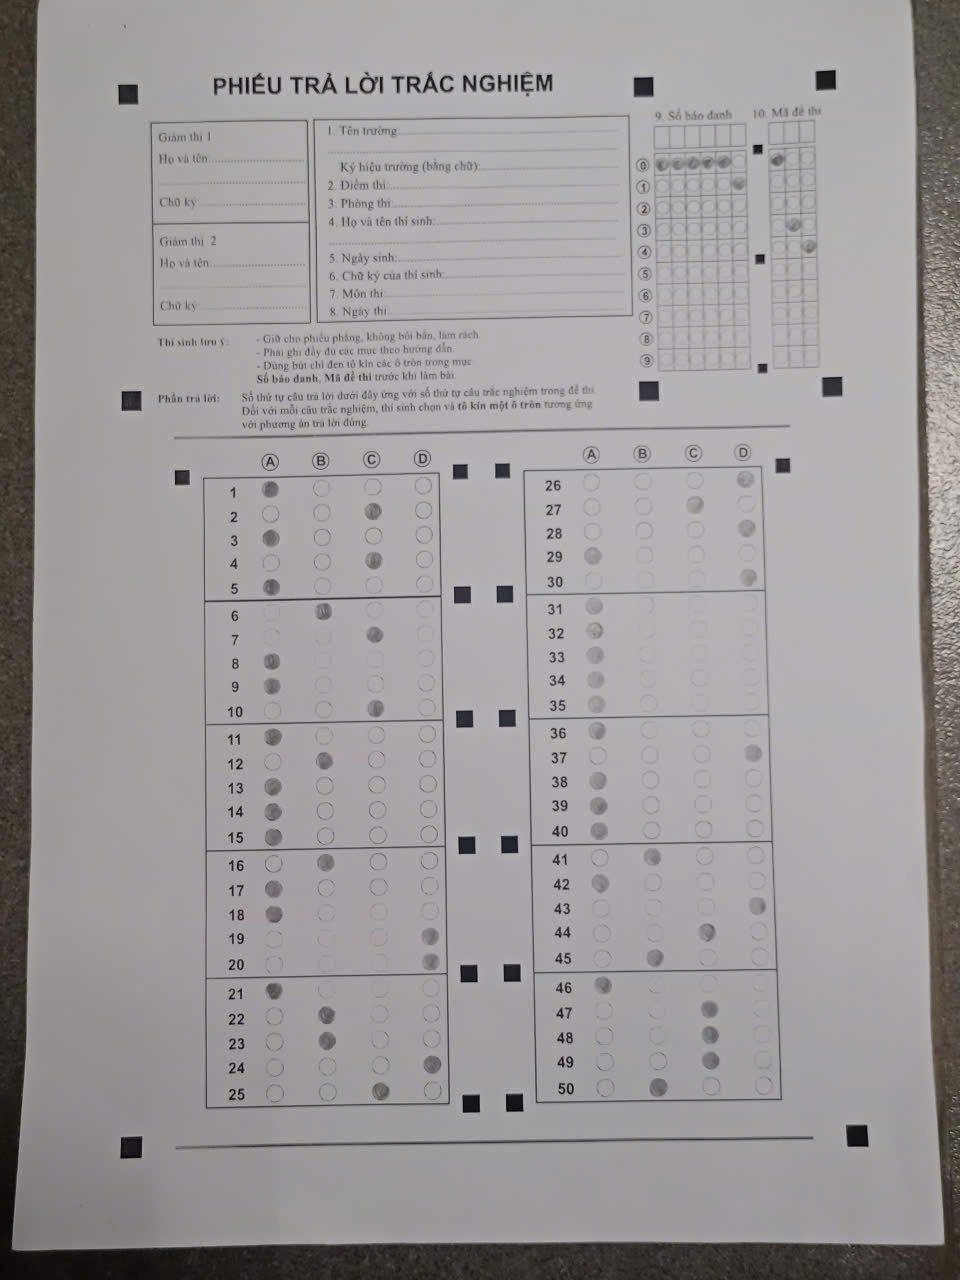 PHIẾU TRẢ LỜI TRẮC NGHIỆM
Giám thị 1
Họ và tên:
Chữ ký:
Giám thị 2
Họ và tên:
Chữ ký:
1. Tên trường:
Ký hiệu trường (bằng chữ):
2. Điểm thi:
3. Phòng thi:
4. Họ và tên thí sinh:
5. Ngày sinh:
6. Chữ ký của thí sinh:
7. Môn thi:
8. Ngày thi:
9. Số báo danh
10. Mã đề thi
0
1
2
3
4
5
6
7
8
9
Thí sinh lưu ý: - Giữ cho phiếu phẳng, không bôi bẩn, làm rách.
- Phải ghi đầy đủ các mục theo hướng dẫn.
- Dùng bút chì đen tô kín các ô tròn trong mục
Số báo danh, Mã đề thi trước khi làm bài.
Phần trả lời: Số thứ tự câu trả lời dưới đây ứng với số thứ tự câu trắc nghiệm trong đề thi.
Đối với mỗi câu trắc nghiệm, thí sinh chọn và tô kín một ô tròn tương ứng
với phương án trả lời đúng.
A B C D
1
2
3
4
5
6
7
8
9
10
11
12
13
14
15
16
17
18
19
20
21
22
23
24
25
A B C D
26
27
28
29
30
31
32
33
34
35
36
37
38
39
40
41
42
43
44
45
46
47
48
49
50